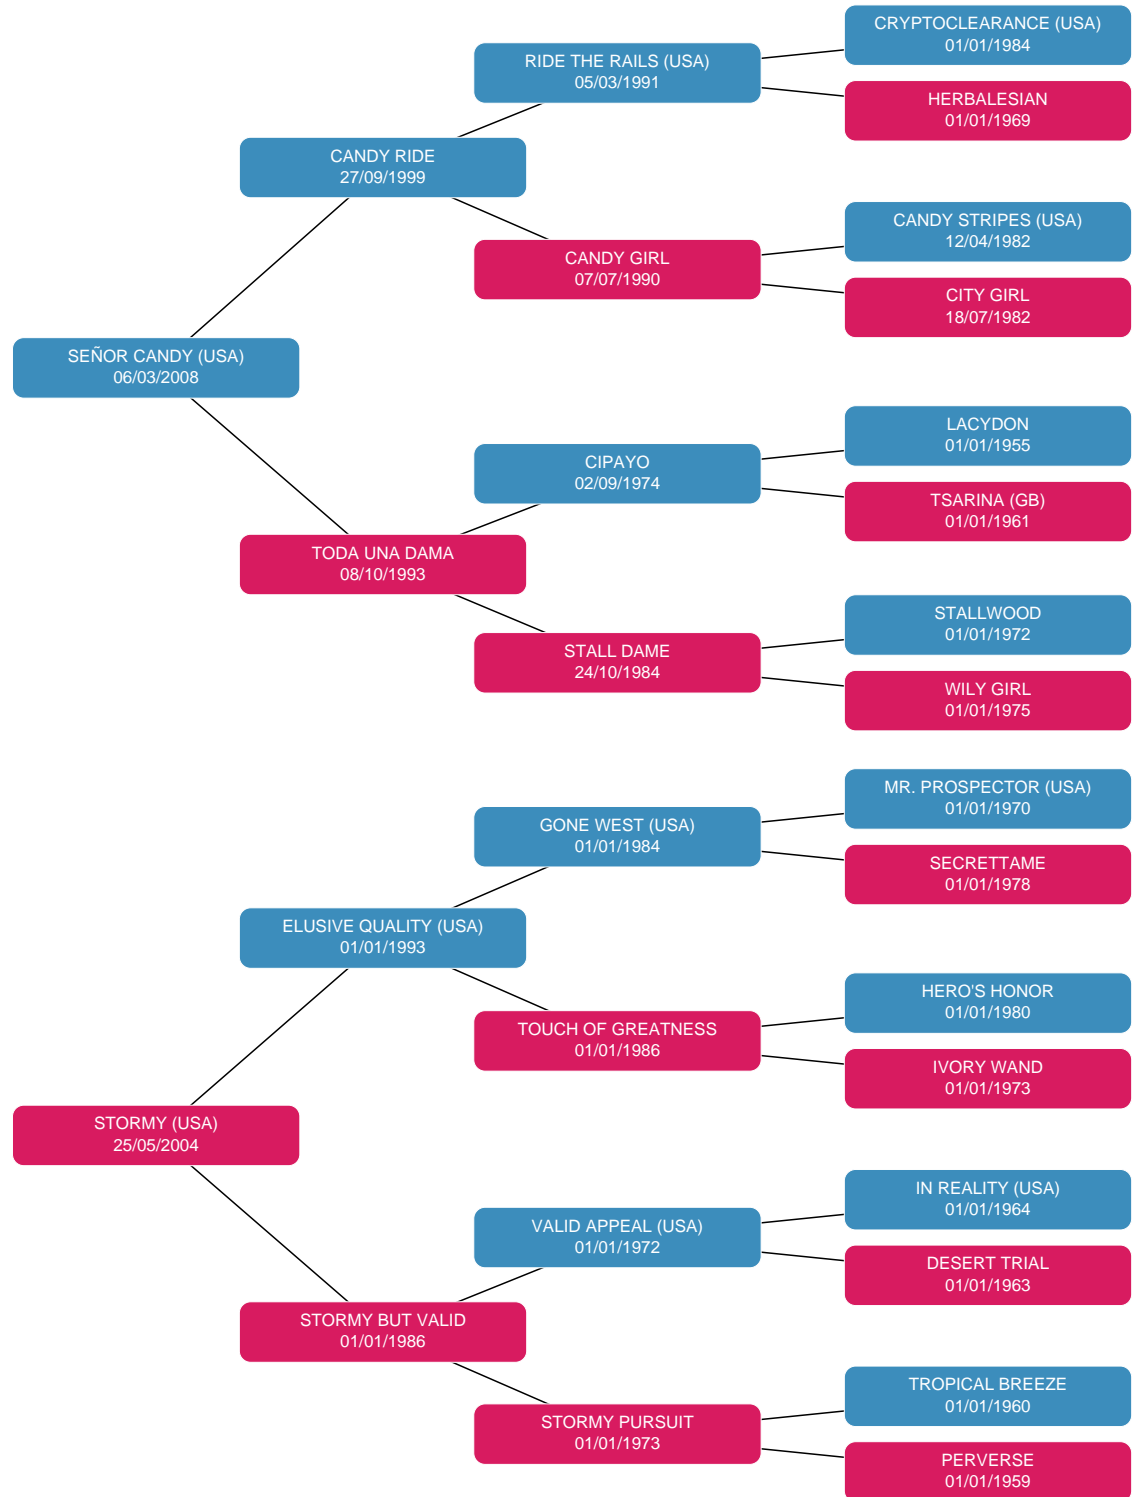 CRYPTOCLEARANCE (USA)
01/01/1984
RIDE THE RAILS (USA)
05/03/1991
HERBALESIAN
01/01/1969
CANDY RIDE
27/09/1999
CANDY STRIPES (USA)
12/04/1982
CANDY GIRL
07/07/1990
CITY GIRL
18/07/1982
SEÑOR CANDY (USA)
06/03/2008
LACYDON
01/01/1955
CIPAYO
02/09/1974
TSARINA (GB)
01/01/1961
TODA UNA DAMA
08/10/1993
STALLWOOD
01/01/1972
STALL DAME
24/10/1984
WILY GIRL
01/01/1975
MR. PROSPECTOR (USA)
01/01/1970
GONE WEST (USA)
01/01/1984
SECRETTAME
01/01/1978
ELUSIVE QUALITY (USA)
01/01/1993
HERO'S HONOR
01/01/1980
TOUCH OF GREATNESS
01/01/1986
IVORY WAND
01/01/1973
STORMY (USA)
25/05/2004
IN REALITY (USA)
01/01/1964
VALID APPEAL (USA)
01/01/1972
DESERT TRIAL
01/01/1963
STORMY BUT VALID
01/01/1986
TROPICAL BREEZE
01/01/1960
STORMY PURSUIT
01/01/1973
PERVERSE
01/01/1959